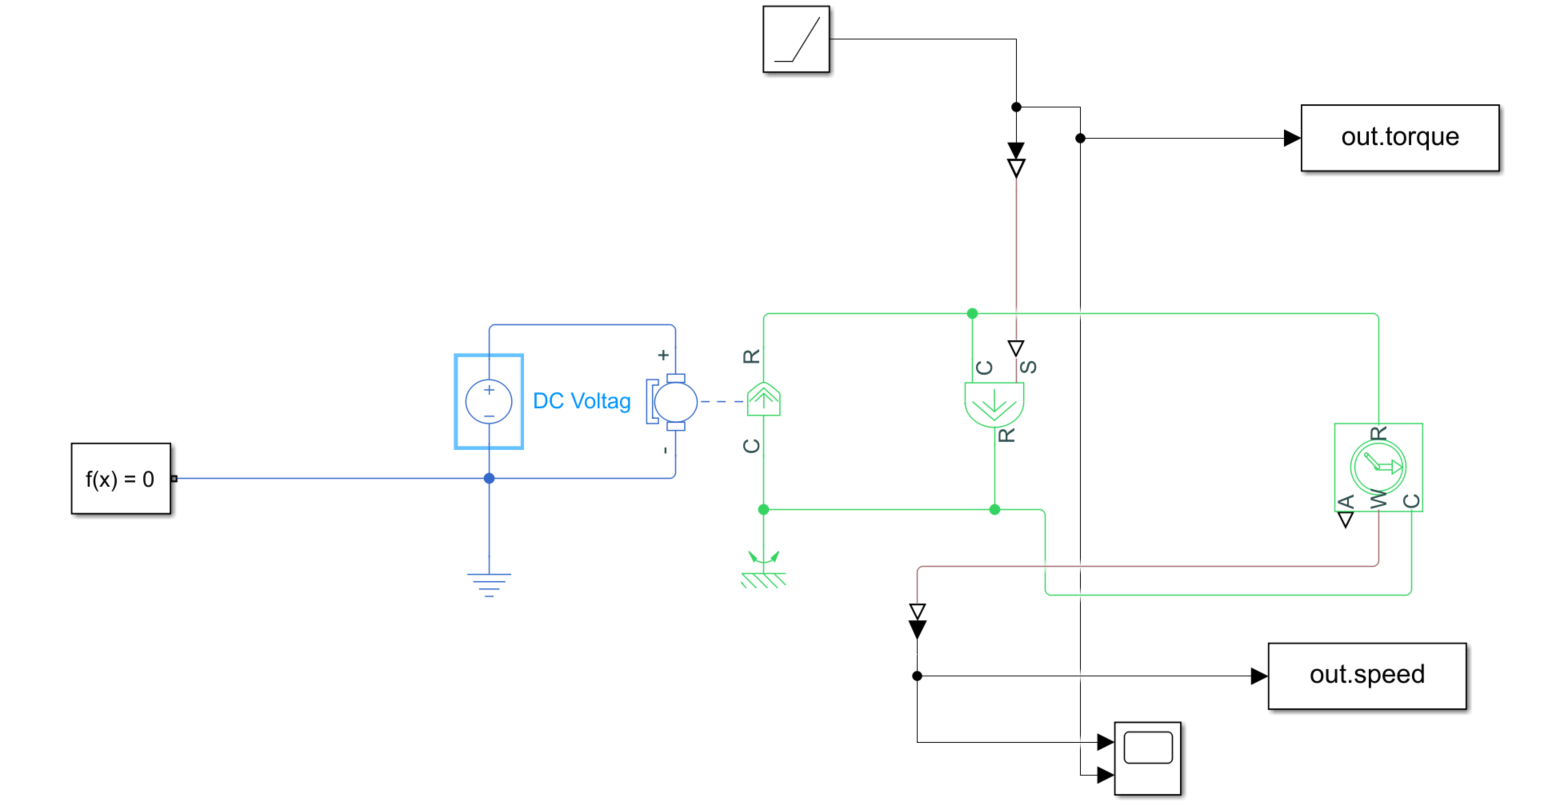 out.torque
+
R
C
S
+
−
DC Voltag
R
R
f(x) = 0
-
C
A
W
C
out.speed